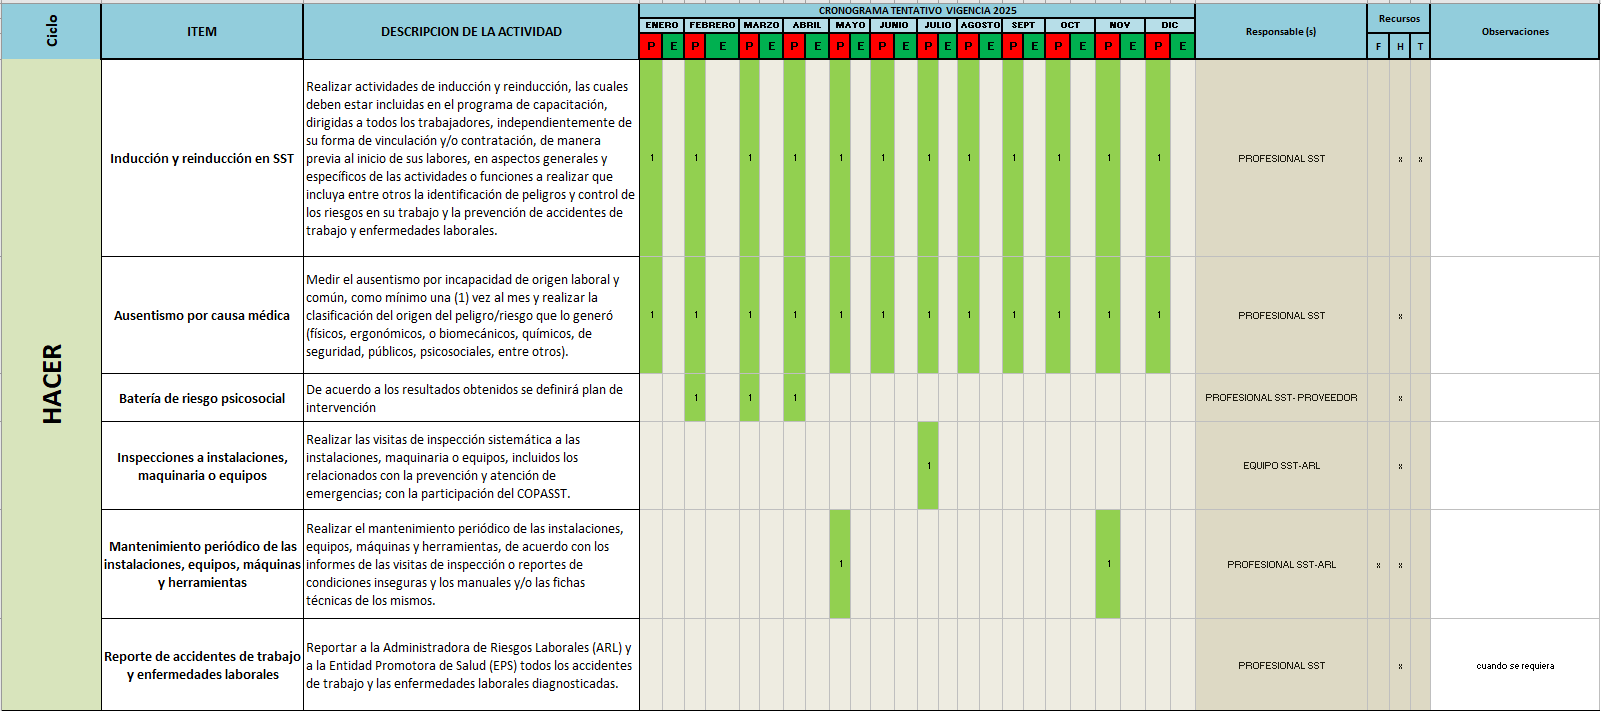 Ciclo
ITEM
DESCRIPCION DE LA ACTIVIDAD
CRONOGRAMA TENTATIVO VIGENCIA 2025
ENERO FEBRERO MARZO ABRIL MAYO JUNIO JULIO AGOSTO SEPT OCT NOV DIC
P E P E P E P E P E P E P E P E P E P E P E P E
Responsable (s)
Recursos
F H T
Observaciones
HACER
Inducción y reinducción en SST
Realizar actividades de inducción y reinducción, las cuales
deben estar incluidas en el programa de capacitación,
dirigidas a todos los trabajadores, independientemente de
su forma de vinculación y/o contratación, de manera
previa al inicio de sus labores, en aspectos generales y
específicos de las actividades o funciones a realizar que
incluya entre otros la identificación de peligros y control de
los riesgos en su trabajo y la prevención de accidentes de
trabajo y enfermedades laborales.
1 1 1 1 1 1 1 1 1 1 1 1
PROFESIONAL SST
x x
Ausentismo por causa médica
Medir el ausentismo por incapacidad de origen laboral y
común, como mínimo una (1) vez al mes y realizar la
clasificación del origen del peligro/riesgo que lo generó
(físicos, ergonómicos, o biomecánicos, químicos, de
seguridad, públicos, psicosociales, entre otros).
1 1 1 1 1 1 1 1 1 1 1 1
PROFESIONAL SST
x
Batería de riesgo psicosocial
De acuerdo a los resultados obtenidos se definirá plan de
intervención
1 1 1
PROFESIONAL SST- PROVEEDOR
x
Inspecciones a instalaciones,
maquinaria o equipos
Realizar las visitas de inspección sistemática a las
instalaciones, maquinaria o equipos, incluidos los
relacionados con la prevención y atención de
emergencias; con la participación del COPASST.
1
EQUIPO SST-ARL
x
Mantenimiento periódico de las
instalaciones, equipos, máquinas
y herramientas
Realizar el mantenimiento periódico de las instalaciones,
equipos, máquinas y herramientas, de acuerdo con los
informes de las visitas de inspección o reportes de
condiciones inseguras y los manuales y/o las fichas
técnicas de los mismos.
1 1
PROFESIONAL SST-ARL
x x
Reporte de accidentes de trabajo
y enfermedades laborales
Reportar a la Administradora de Riesgos Laborales (ARL) y
a la Entidad Promotora de Salud (EPS) todos los accidentes
de trabajo y las enfermedades laborales diagnosticadas.
PROFESIONAL SST
x
cuando se requiera